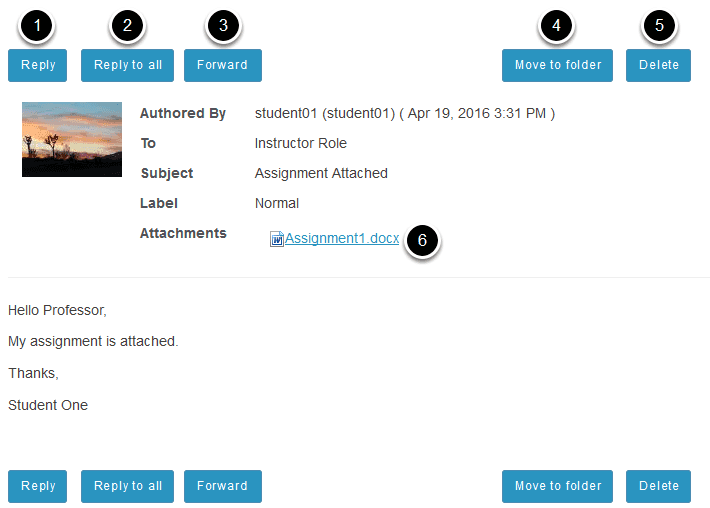 1 2 3 4 5
Reply Reply to all Forward Move to folder Delete
Authored By student01 (student01) ( Apr 19, 2016 3:31 PM )
To Instructor Role
Subject Assignment Attached
Label Normal
Attachments Assignment1.docx 6
Hello Professor,
My assignment is attached.
Thanks,
Student One
Reply Reply to all Forward Move to folder Delete